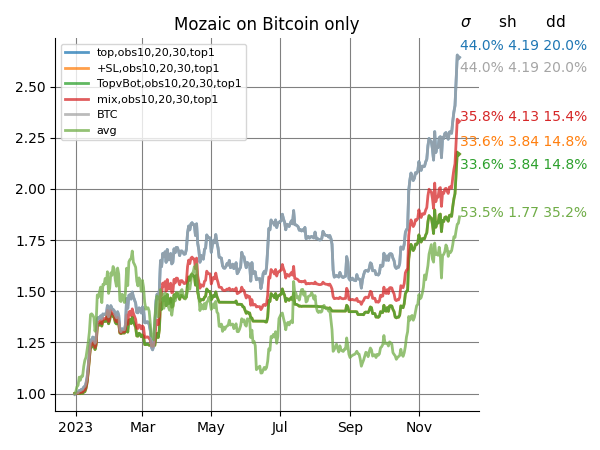 Mozaic on Bitcoin only
σ sh dd
top,obs10,20,30,top1
+SL,obs10,20,30,top1
TopvBot,obs10,20,30,top1
mix,obs10,20,30,top1
BTC
avg
44.0% 4.19 20.0%
44.0% 4.19 20.0%
35.8% 4.13 15.4%
33.6% 3.84 14.8%
33.6% 3.84 14.8%
53.5% 1.77 35.2%
2.50
2.25
2.00
1.75
1.50
1.25
1.00
2023 Mar May Jul Sep Nov